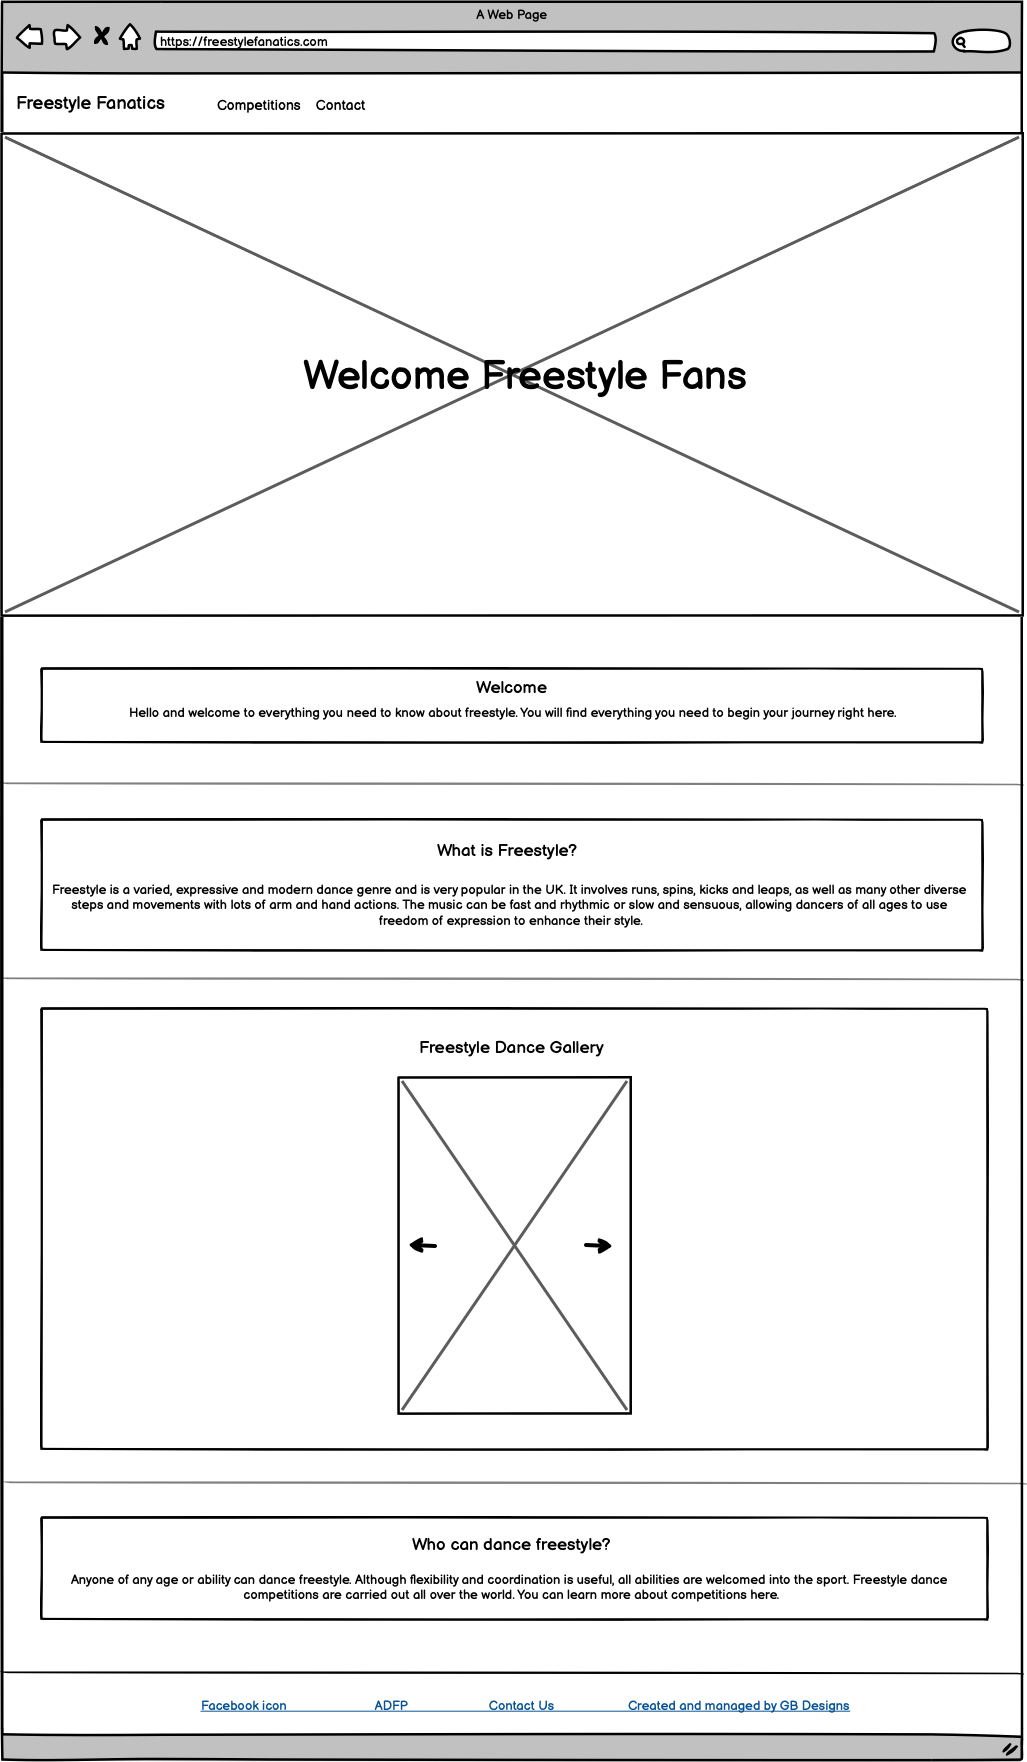 A Web Page
https://freestylefanatics.com
Freestyle Fanatics
Competitions Contact
Welcome Freestyle Fans
Welcome
Hello and welcome to everything you need to know about freestyle. You will find everything you need to begin your journey right here.
What is Freestyle?
Freestyle is a varied, expressive and modern dance genre and is very popular in the UK. It involves runs, spins, kicks and leaps, as well as many other diverse
steps and movements with lots of arm and hand actions. The music can be fast and rhythmic or slow and sensuous, allowing dancers of all ages to use
freedom of expression to enhance their style.
Freestyle Dance Gallery
Who can dance freestyle?
Anyone of any age or ability can dance freestyle. Although flexibility and coordination is useful, all abilities are welcomed into the sport. Freestyle dance
competitions are carried out all over the world. You can learn more about competitions here.
Facebook icon ADFP Contact Us Created and managed by GB Designs